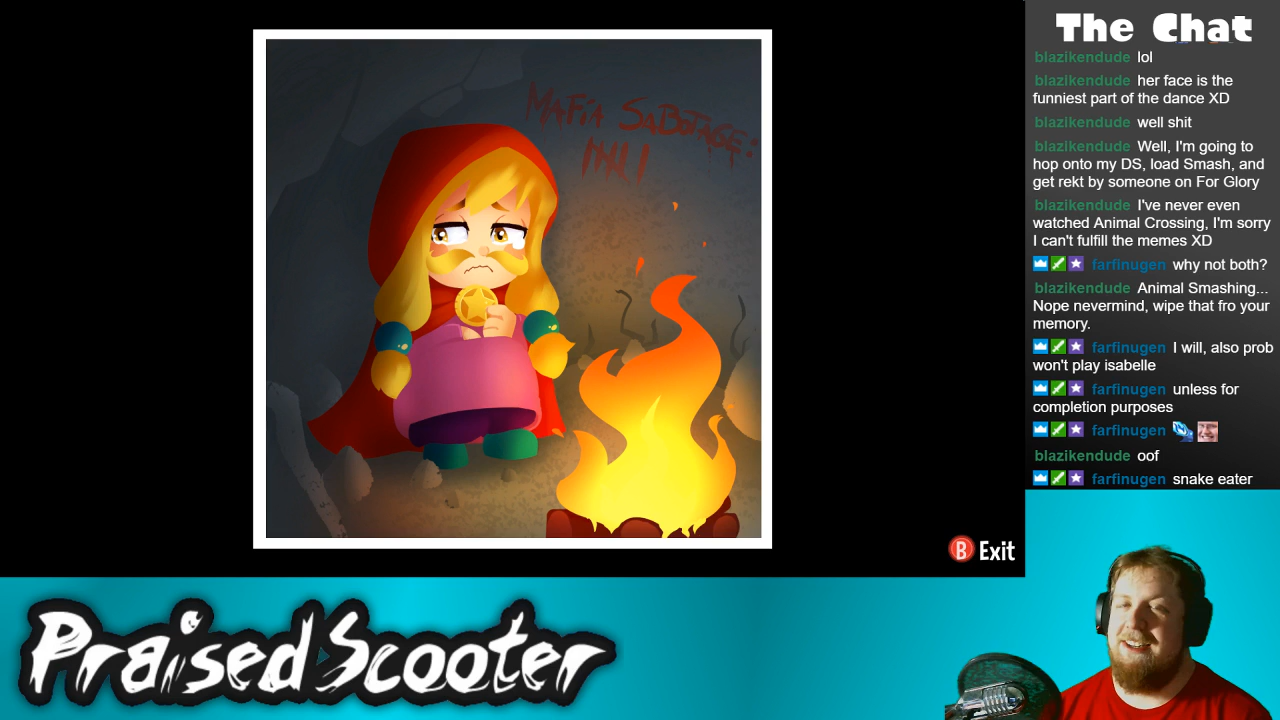 MAFIA SABOTAGE:
The Chat
blazikendude lol
blazikendude her face is the
funniest part of the dance XD
blazikendude well shit
blazikendude Well, I'm going to
hop onto my DS, load Smash, and
get rekt by someone on For Glory
blazikendude I've never even
watched Animal Crossing, I'm sorry
I can't fulfill the memes XD
farfinugen why not both?
blazikendude Animal Smashing...
Nope nevermind, wipe that fro your
memory.
farfinugen I will, also prob
won't play isabelle
farfinugen unless for
completion purposes
farfinugen
blazikendude oof
farfinugen snake eater
B Exit
PraisedScooter